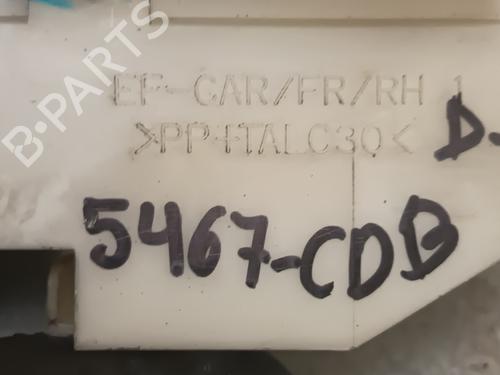 B-PARTS
EF-CAR/FR/RH 1
>PP+TALC30<
D-
5467-CDB